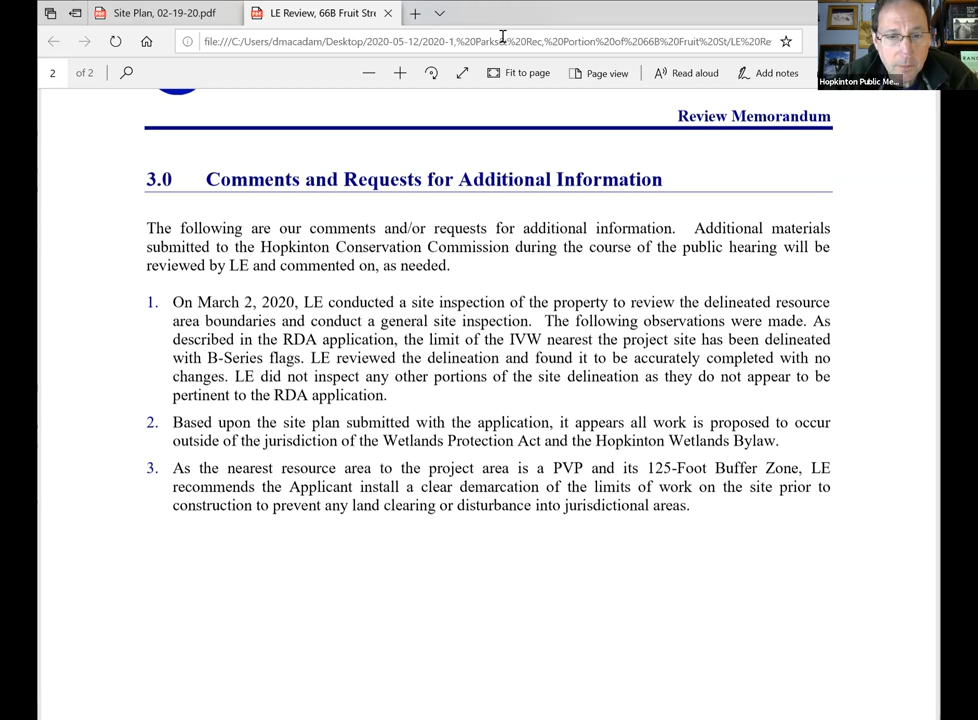 Site Plan, 02-19-20.pdf
LE Review, 66B Fruit Stre
file:///C:/Users/dmacadam/Desktop/2020-05-12/2020-1,%20Parks%20Rec,%20Portion%20of%2066B%20Fruit%20St/LE%20Re
2 of 2
Fit to page
Page view
Read aloud
Add notes
Hopkinton Public Me...
Review Memorandum
3.0 Comments and Requests for Additional Information
The following are our comments and/or requests for additional information. Additional materials
submitted to the Hopkinton Conservation Commission during the course of the public hearing will be
reviewed by LE and commented on, as needed.
1. On March 2, 2020, LE conducted a site inspection of the property to review the delineated resource
area boundaries and conduct a general site inspection. The following observations were made. As
described in the RDA application, the limit of the IVW nearest the project site has been delineated
with B-Series flags. LE reviewed the delineation and found it to be accurately completed with no
changes. LE did not inspect any other portions of the site delineation as they do not appear to be
pertinent to the RDA application.
2. Based upon the site plan submitted with the application, it appears all work is proposed to occur
outside of the jurisdiction of the Wetlands Protection Act and the Hopkinton Wetlands Bylaw.
3. As the nearest resource area to the project area is a PVP and its 125-Foot Buffer Zone, LE
recommends the Applicant install a clear demarcation of the limits of work on the site prior to
construction to prevent any land clearing or disturbance into jurisdictional areas.